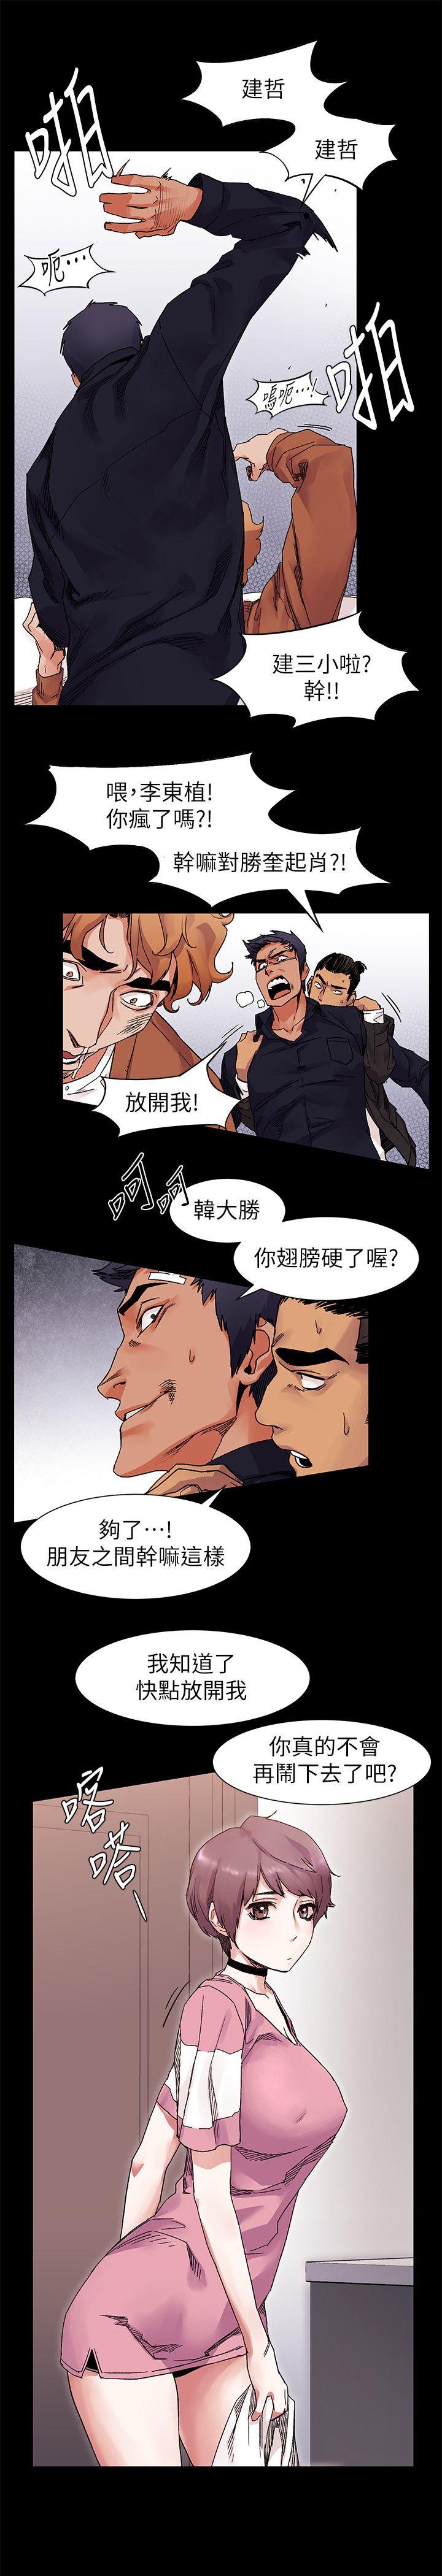 建哲
啪
建哲
呃…
啪
嗚呃…!
建三小啦?
幹!!
喂,李東植!
你瘋了嗎?!
幹嘛對勝奎起肖?!
放開我!
呵呵
韓大勝
你翅膀硬了喔?
夠了…!
朋友之間幹嘛這樣
我知道了
快點放開我
你真的不會
再鬧下去了吧?
喀嗒